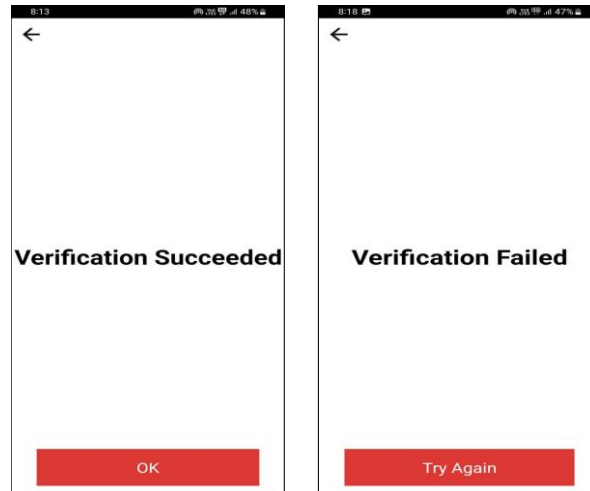 8:13
48%
Verification Succeeded
OK
8:18
47%
Verification Failed
Try Again